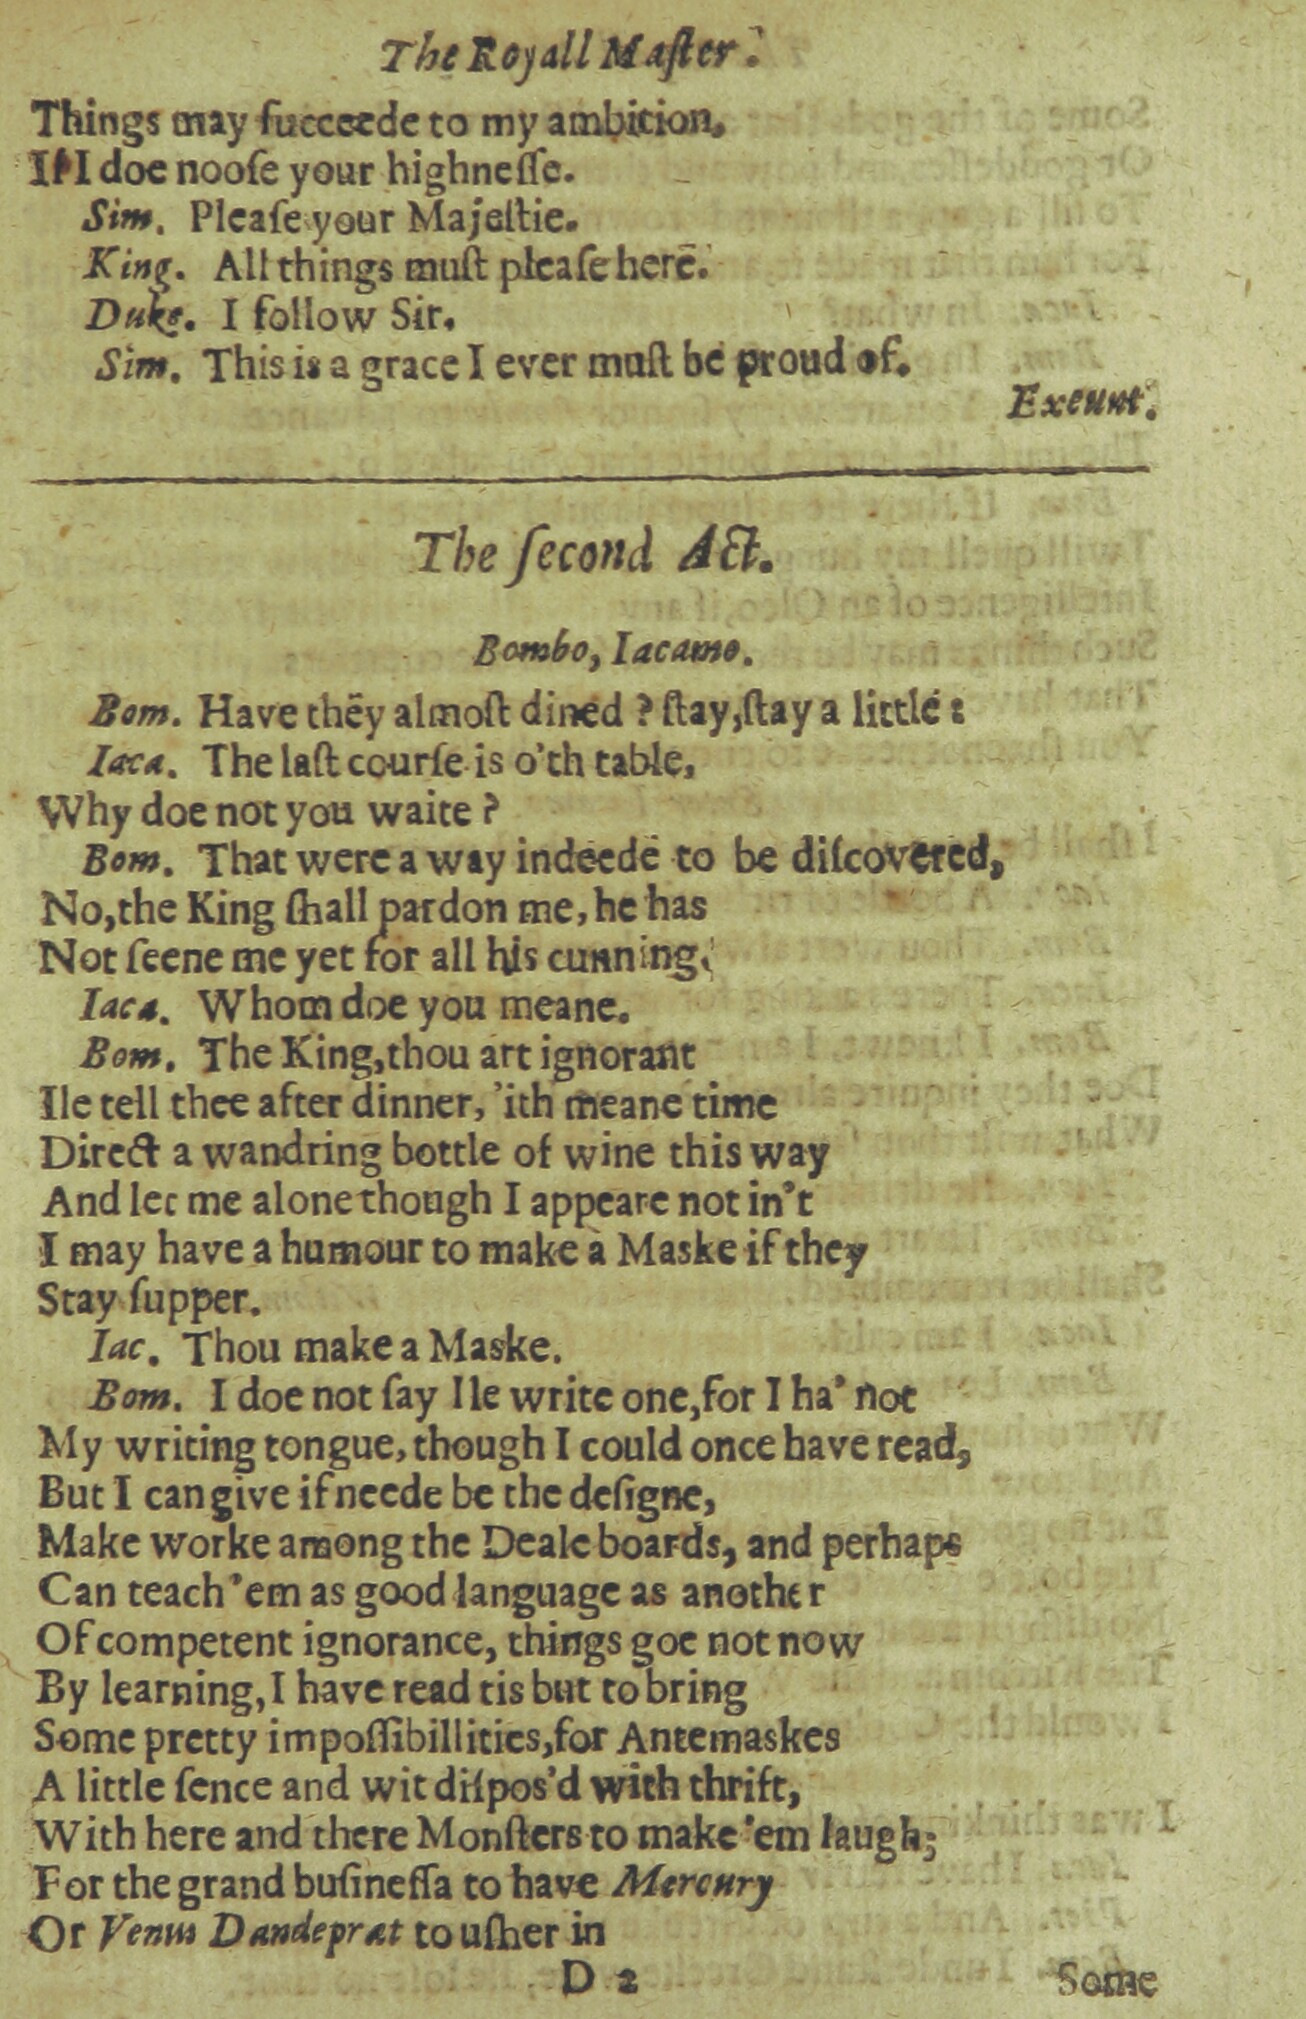 The Royall Maſter.
Things may ſucceede to my ambition,
If I doe nooſe your highneſſe.
Sim. Pleaſe your Majeſtie.
King. All things muſt pleaſe here.
Duke. I follow Sir.
Sim. This is a grace I ever muſt be proud of.
Exeunt.
The ſecond Act.
Bombo, Iacamo.
Bom. Have they almoſt dined ? ſtay, ſtay a little :
Iaca. The laſt courſe is o'th table,
Why doe not you waite ?
Bom. That were a way indeede to be diſcovered,
No, the King ſhall pardon me, he has
Not ſeene me yet for all his cunning.
Iaca. Whom doe you meane.
Bom. The King, thou art ignorant
Ile tell thee after dinner, 'ith meane time
Direct a wandring bottle of wine this way
And let me alone though I appeare not in't
I may have a humour to make a Maske if they
Stay ſupper.
Iac. Thou make a Maske.
Bom. I doe not ſay Ile write one, for I ha' not
My writing tongue, though I could once have read,
But I can give if neede be the deſigne,
Make worke among the Deale boards, and perhaps
Can teach 'em as good language as another
Of competent ignorance, things goe not now
By learning, I have read tis but to bring
Some pretty impoſſibillities, for Antemaskes
A little ſence and wit diſpos'd with thrift,
With here and there Monſters to make 'em laugh;
For the grand buſineſſa to have Mercury
Or Venus Dandeprat to uſher in
D 2
Some